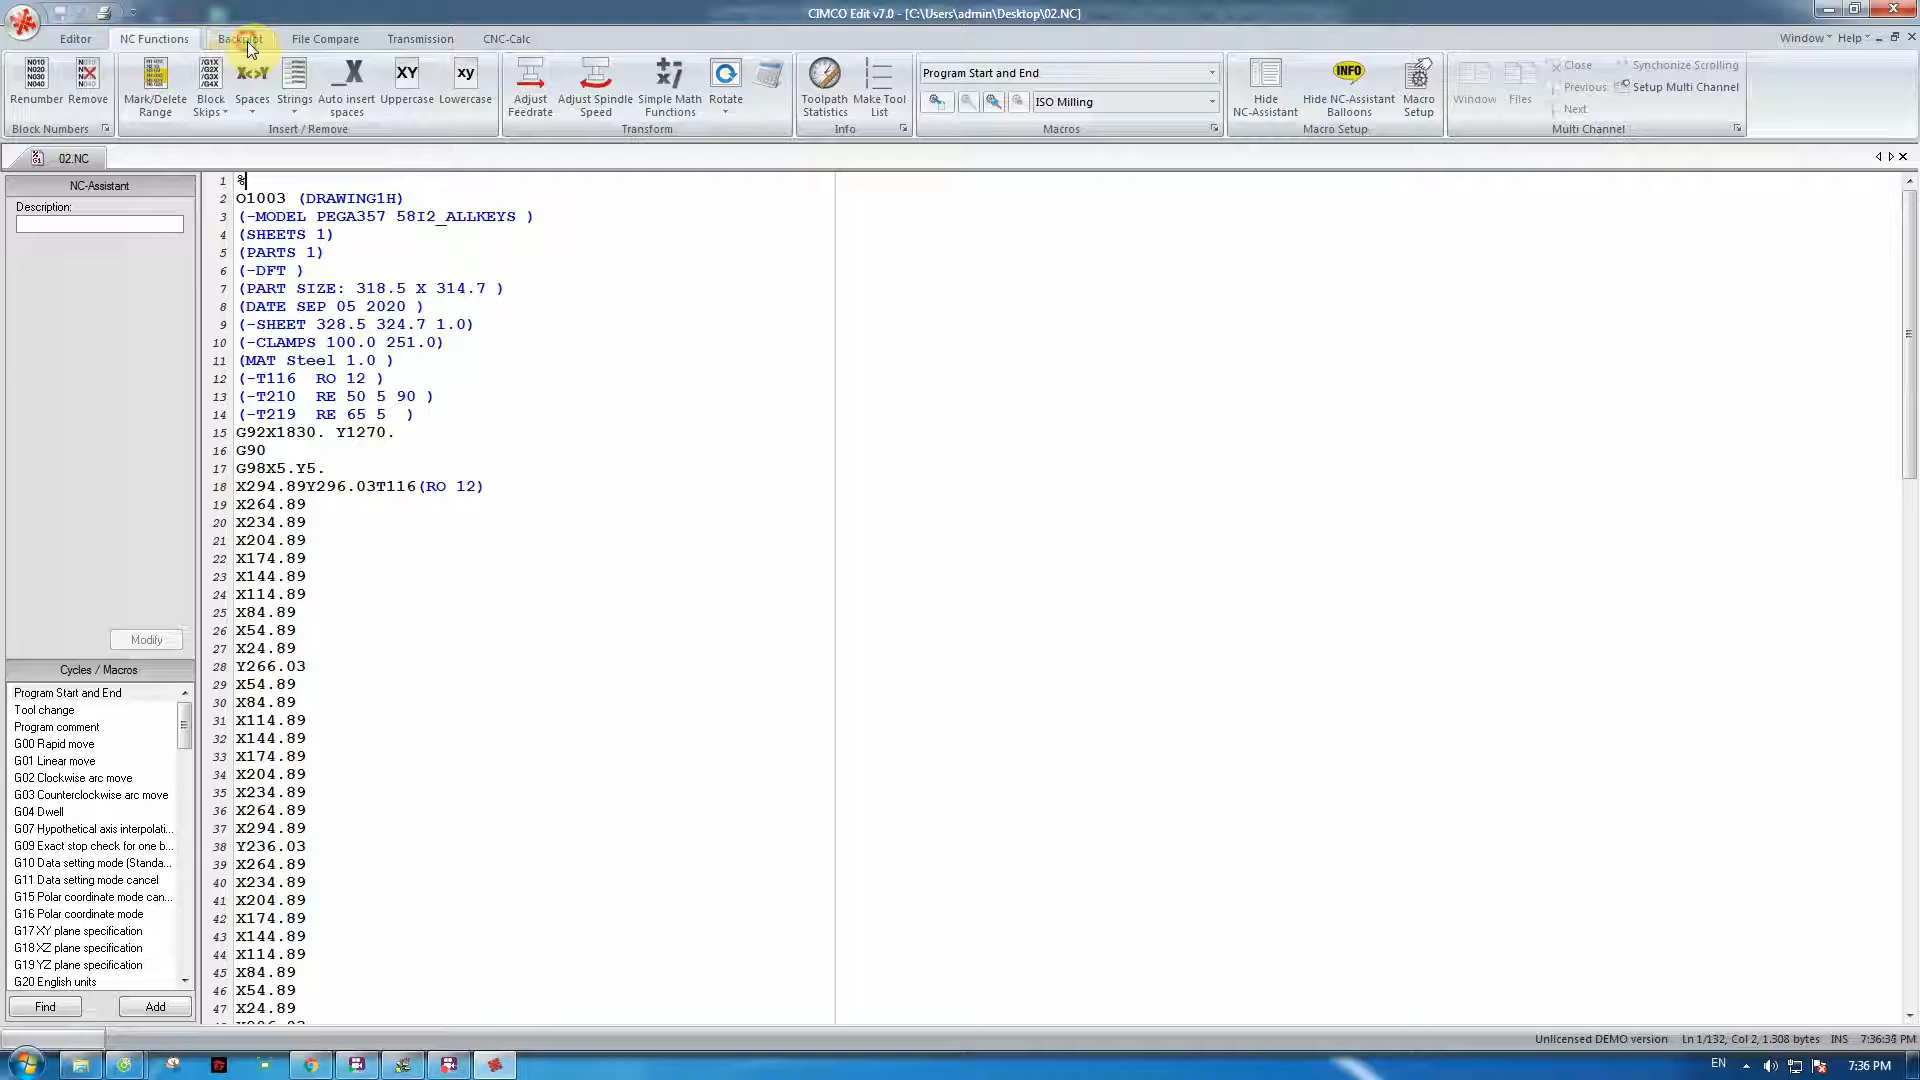 CIMCO Edit v7.0 - [C:\Users\admin\Desktop\02.NC]
Editor NC Functions Backplot File Compare Transmission CNC-Calc Window Help
Renumber Remove
Block Numbers
Mark/Delete Range Block Skips Spaces Strings Auto insert spaces Uppercase Lowercase
Insert / Remove
Adjust Feedrate Adjust Spindle Speed Simple Math Functions Rotate
Transform
Toolpath Statistics Make Tool List
Info
Program Start and End
ISO Milling
Macros
Hide NC-Assistant Hide NC-Assistant Balloons Macro Setup
Macro Setup
Window Files Close Previous Next Synchonize Scrolling Setup Multi Channel
Multi Channel
02.NC
NC-Assistant
Description:
Modify
Cycles / Macros
Program Start and End
Tool change
Program comment
G00 Rapid move
G01 Linear move
G02 Clockwise arc move
G03 Counterclockwise arc move
G04 Dwell
G07 Hypothetical axis interpolati...
G09 Exact stop check for one b...
G10 Data setting mode (Standa...
G11 Data setting mode cancel
G15 Polar coordinate mode can...
G16 Polar coordinate mode
G17 XY plane specification
G18 XZ plane specification
G19 YZ plane specification
G20 English units
Find Add
1 %
2 O1003 (DRAWING1H)
3 (-MODEL PEGA357 58I2_ALLKEYS )
4 (SHEETS 1)
5 (PARTS 1)
6 (-DFT )
7 (PART SIZE: 318.5 X 314.7 )
8 (DATE SEP 05 2020 )
9 (-SHEET 328.5 324.7 1.0)
10 (-CLAMPS 100.0 251.0)
11 (MAT Steel 1.0 )
12 (-T116  RO 12 )
13 (-T210  RE 50 5 90 )
14 (-T219  RE 65 5  )
15 G92X1830. Y1270.
16 G90
17 G98X5.Y5.
18 X294.89Y296.03T116(RO 12)
19 X264.89
20 X234.89
21 X204.89
22 X174.89
23 X144.89
24 X114.89
25 X84.89
26 X54.89
27 X24.89
28 Y266.03
29 X54.89
30 X84.89
31 X114.89
32 X144.89
33 X174.89
34 X204.89
35 X234.89
36 X264.89
37 X294.89
38 Y236.03
39 X264.89
40 X234.89
41 X204.89
42 X174.89
43 X144.89
44 X114.89
45 X84.89
46 X54.89
47 X24.89
Unlicensed DEMO version Ln 1/132, Col 2, 1.308 bytes INS
EN 7:36 PM